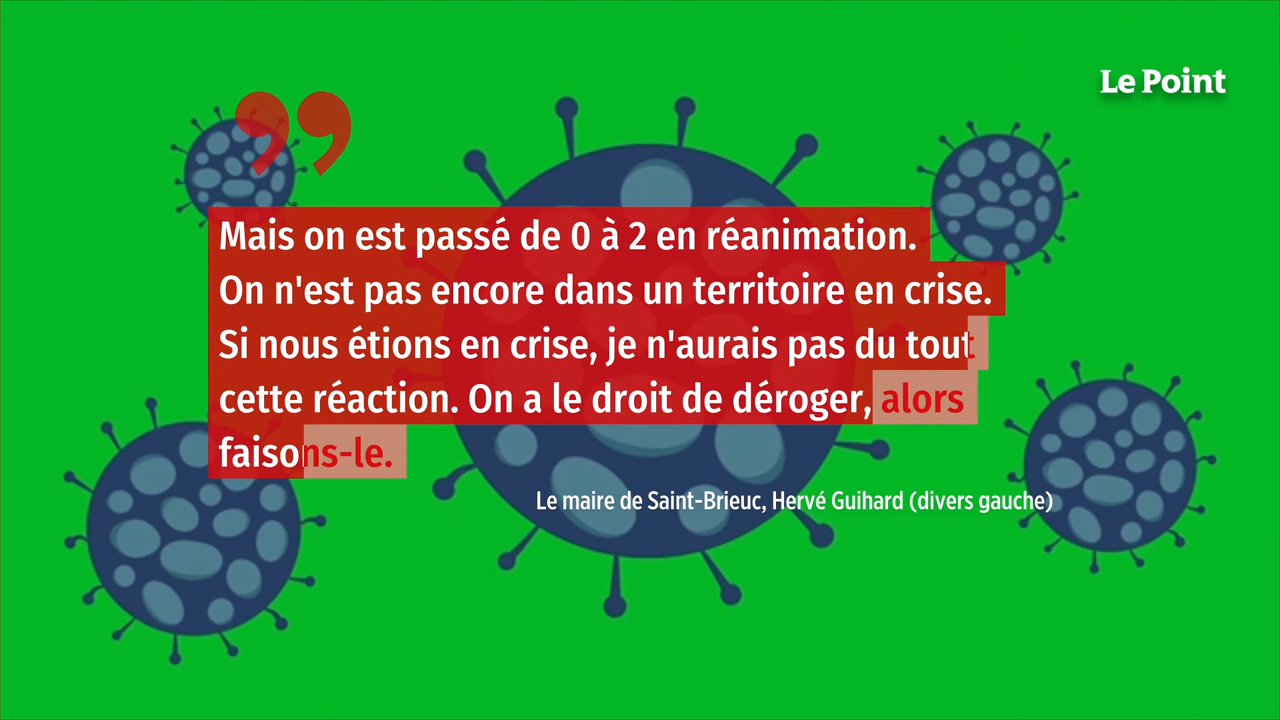 Le Point
”
Mais on est passé de 0 à 2 en réanimation.
On n'est pas encore dans un territoire en crise.
Si nous étions en crise, je n'aurais pas du tout
cette réaction. On a le droit de déroger, alors
faisons-le.
Le maire de Saint-Brieuc, Hervé Guihard (divers gauche)